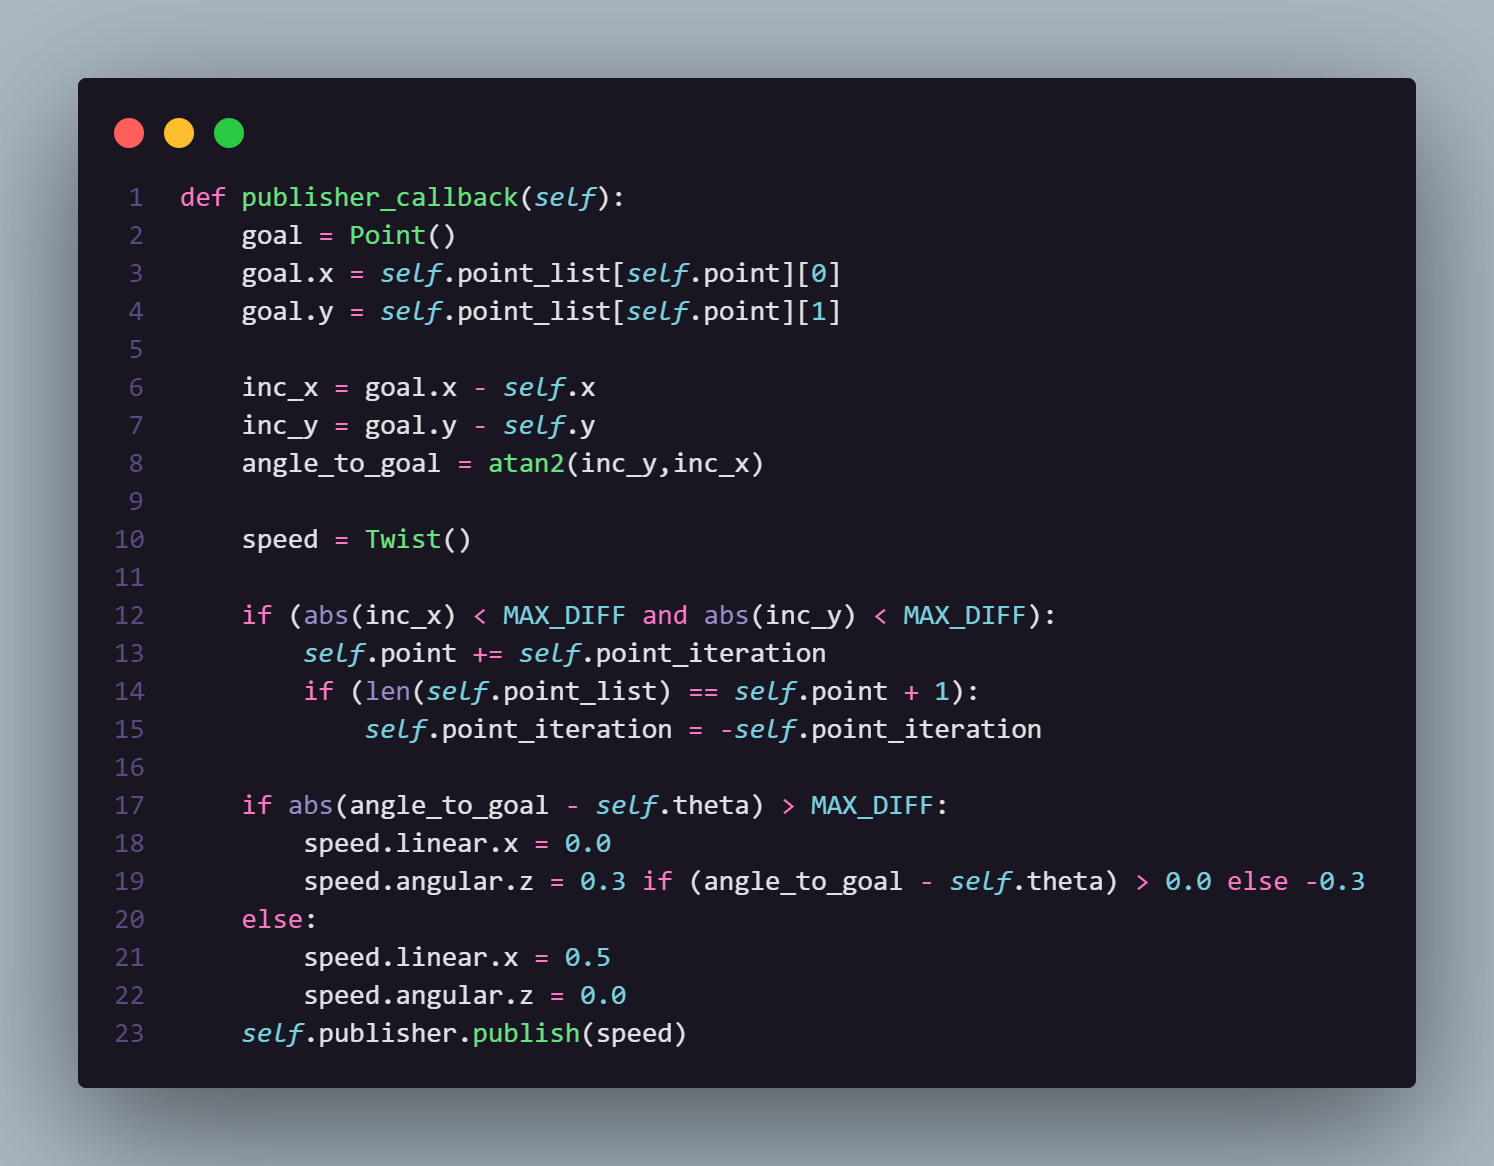 1 def publisher_callback(self):
2     goal = Point()
3     goal.x = self.point_list[self.point][0]
4     goal.y = self.point_list[self.point][1]
5
6     inc_x = goal.x - self.x
7     inc_y = goal.y - self.y
8     angle_to_goal = atan2(inc_y,inc_x)
9
10     speed = Twist()
11
12     if (abs(inc_x) < MAX_DIFF and abs(inc_y) < MAX_DIFF):
13         self.point += self.point_iteration
14         if (len(self.point_list) == self.point + 1):
15             self.point_iteration = -self.point_iteration
16
17     if abs(angle_to_goal - self.theta) > MAX_DIFF:
18         speed.linear.x = 0.0
19         speed.angular.z = 0.3 if (angle_to_goal - self.theta) > 0.0 else -0.3
20     else:
21         speed.linear.x = 0.5
22         speed.angular.z = 0.0
23     self.publisher.publish(speed)